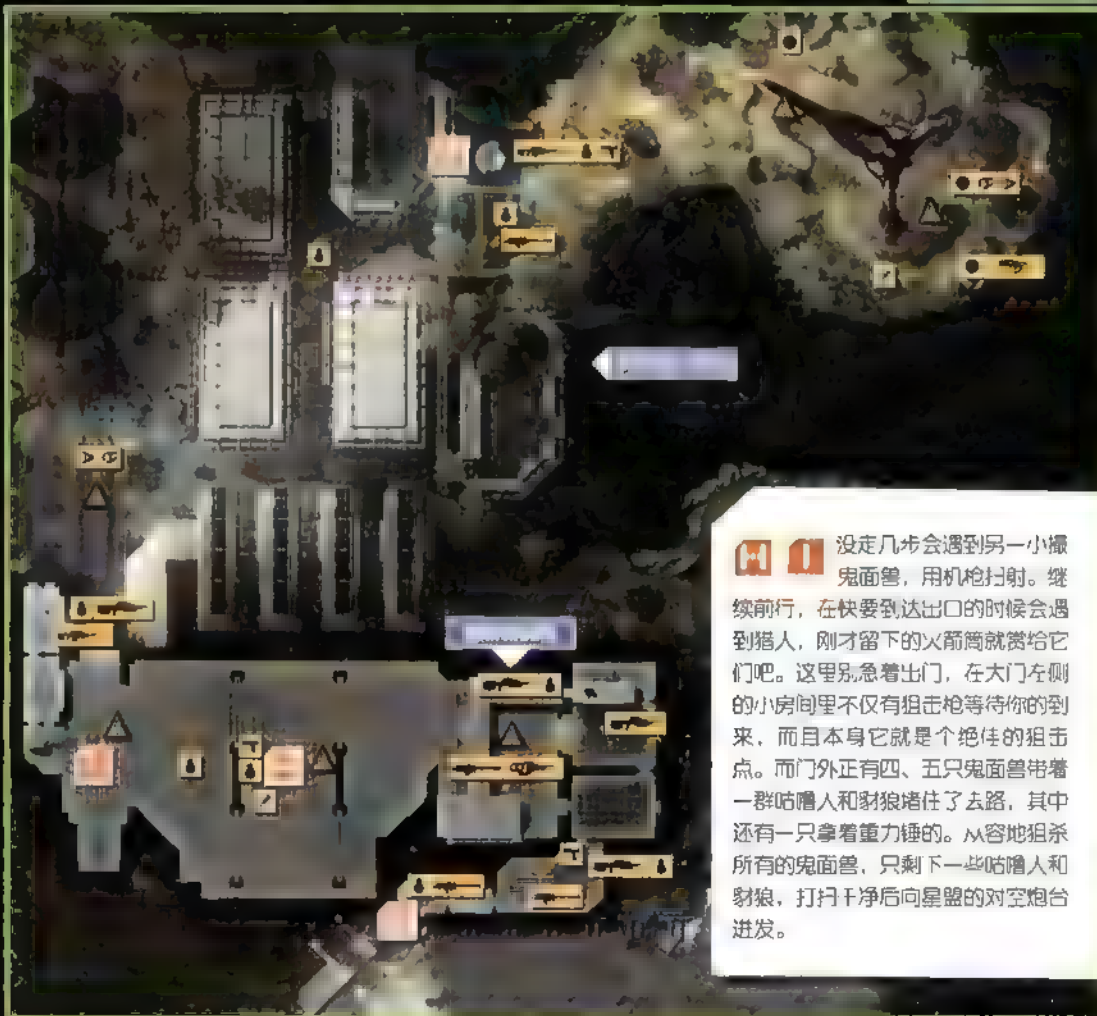 H I 没走几步会遇到另一小撮
鬼面兽，用机枪扫射。继
续前行，在快要到达出口的时候会遇
到猎人，刚才留下的火箭筒就赏给它
们吧。这里别急着出门，在大门左侧
的小房间里不仅有狙击枪等待你的到
来，而且本身它就是个绝佳的狙击
点。而门外正有四、五只鬼面兽带着
一群咕噜人和豺狼堵住了去路，其中
还有一只拿着重力锤的。从容地狙杀
所有的鬼面兽，只剩下一些咕噜人和
豺狼，打扫干净后向星盟的对空炮台
进发。